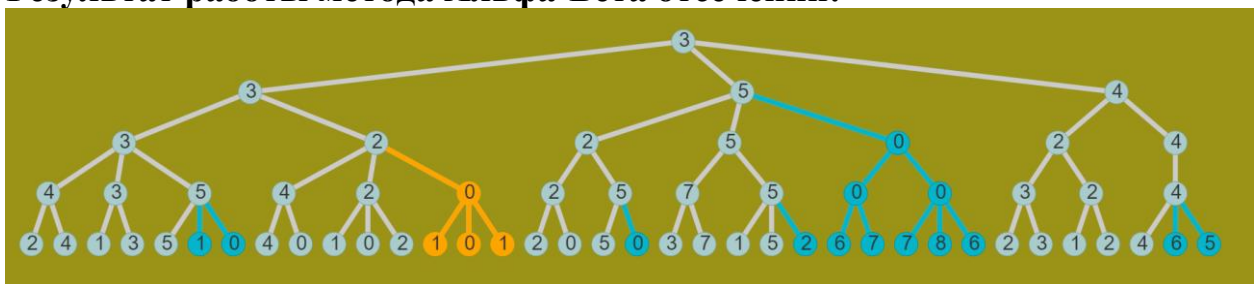 Результат работы метода Альфа-Бета отсечений:
3
3 5 4
3 2 2 5 0 2 4
4 3 5 4 2 0 2 5 7 5 0 0 3 2 4
2 4 1 3 5 1 0 4 0 1 0 2 1 0 1 2 0 5 0 3 7 1 5 2 6 7 7 8 6 2 3 1 2 4 6 5